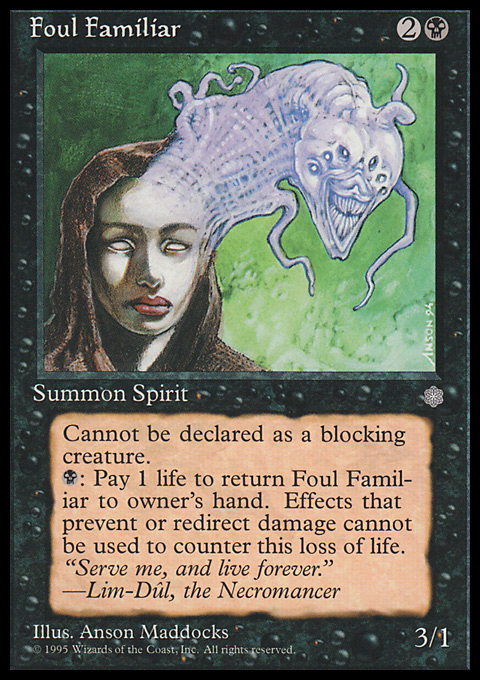 Foul Familiar 2
ANSON 94
Summon Spirit
Cannot be declared as a blocking
creature.
: Pay 1 life to return Foul Famil-
iar to owner's hand. Effects that
prevent or redirect damage cannot
be used to counter this loss of life.
“Serve me, and live forever.”
—Lim-Dûl, the Necromancer
Illus. Anson Maddocks
3/1
© 1995 Wizards of the Coast, Inc. All rights reserved.